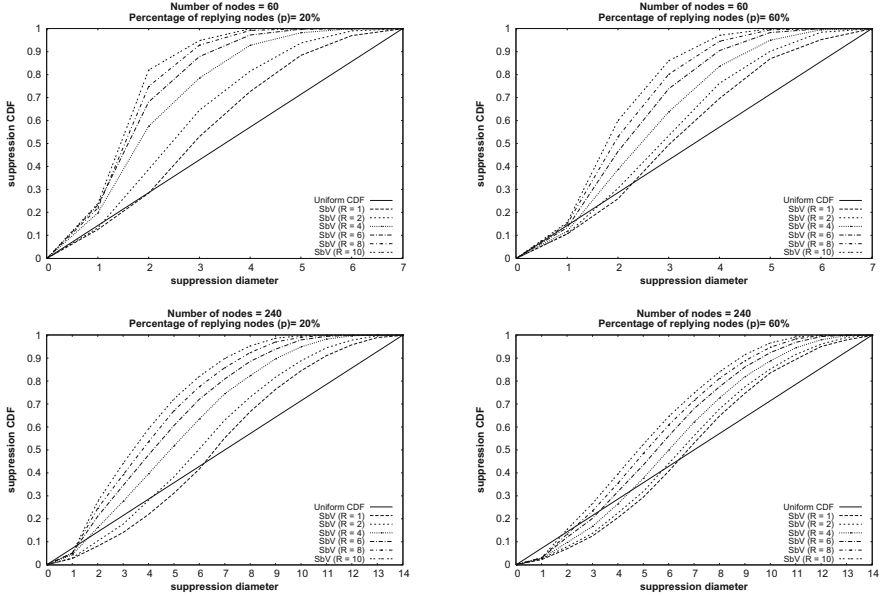 Number of nodes = 60
Percentage of replying nodes (p)= 20%
1
0.9
0.8
0.7
0.6
0.5
0.4
0.3
0.2
0.1
0
suppression CDF
Uniform CDF
SbV (R = 1)
SbV (R = 2)
SbV (R = 4)
SbV (R = 6)
SbV (R = 8)
SbV (R = 10)
0 1 2 3 4 5 6 7
suppression diameter
Number of nodes = 60
Percentage of replying nodes (p)= 60%
1
0.9
0.8
0.7
0.6
0.5
0.4
0.3
0.2
0.1
0
suppression CDF
Uniform CDF
SbV (R = 1)
SbV (R = 2)
SbV (R = 4)
SbV (R = 6)
SbV (R = 8)
SbV (R = 10)
0 1 2 3 4 5 6 7
suppression diameter
Number of nodes = 240
Percentage of replying nodes (p)= 20%
1
0.9
0.8
0.7
0.6
0.5
0.4
0.3
0.2
0.1
0
suppression CDF
Uniform CDF
SbV (R = 1)
SbV (R = 2)
SbV (R = 4)
SbV (R = 6)
SbV (R = 8)
SbV (R = 10)
0 1 2 3 4 5 6 7 8 9 10 11 12 13 14
suppression diameter
Number of nodes = 240
Percentage of replying nodes (p)= 60%
1
0.9
0.8
0.7
0.6
0.5
0.4
0.3
0.2
0.1
0
suppression CDF
Uniform CDF
SbV (R = 1)
SbV (R = 2)
SbV (R = 4)
SbV (R = 6)
SbV (R = 8)
SbV (R = 10)
0 1 2 3 4 5 6 7 8 9 10 11 12 13 14
suppression diameter